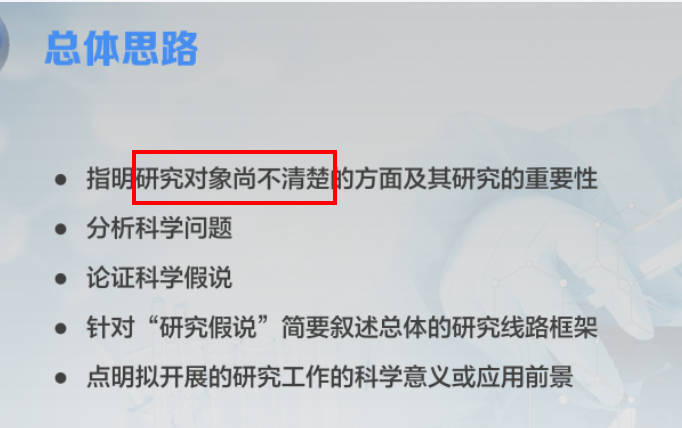 总体思路
指明研究对象尚不清楚的方面及其研究的重要性
分析科学问题
论证科学假说
针对“研究假说”简要叙述总体的研究线路框架
点明拟开展的研究工作的科学意义或应用前景